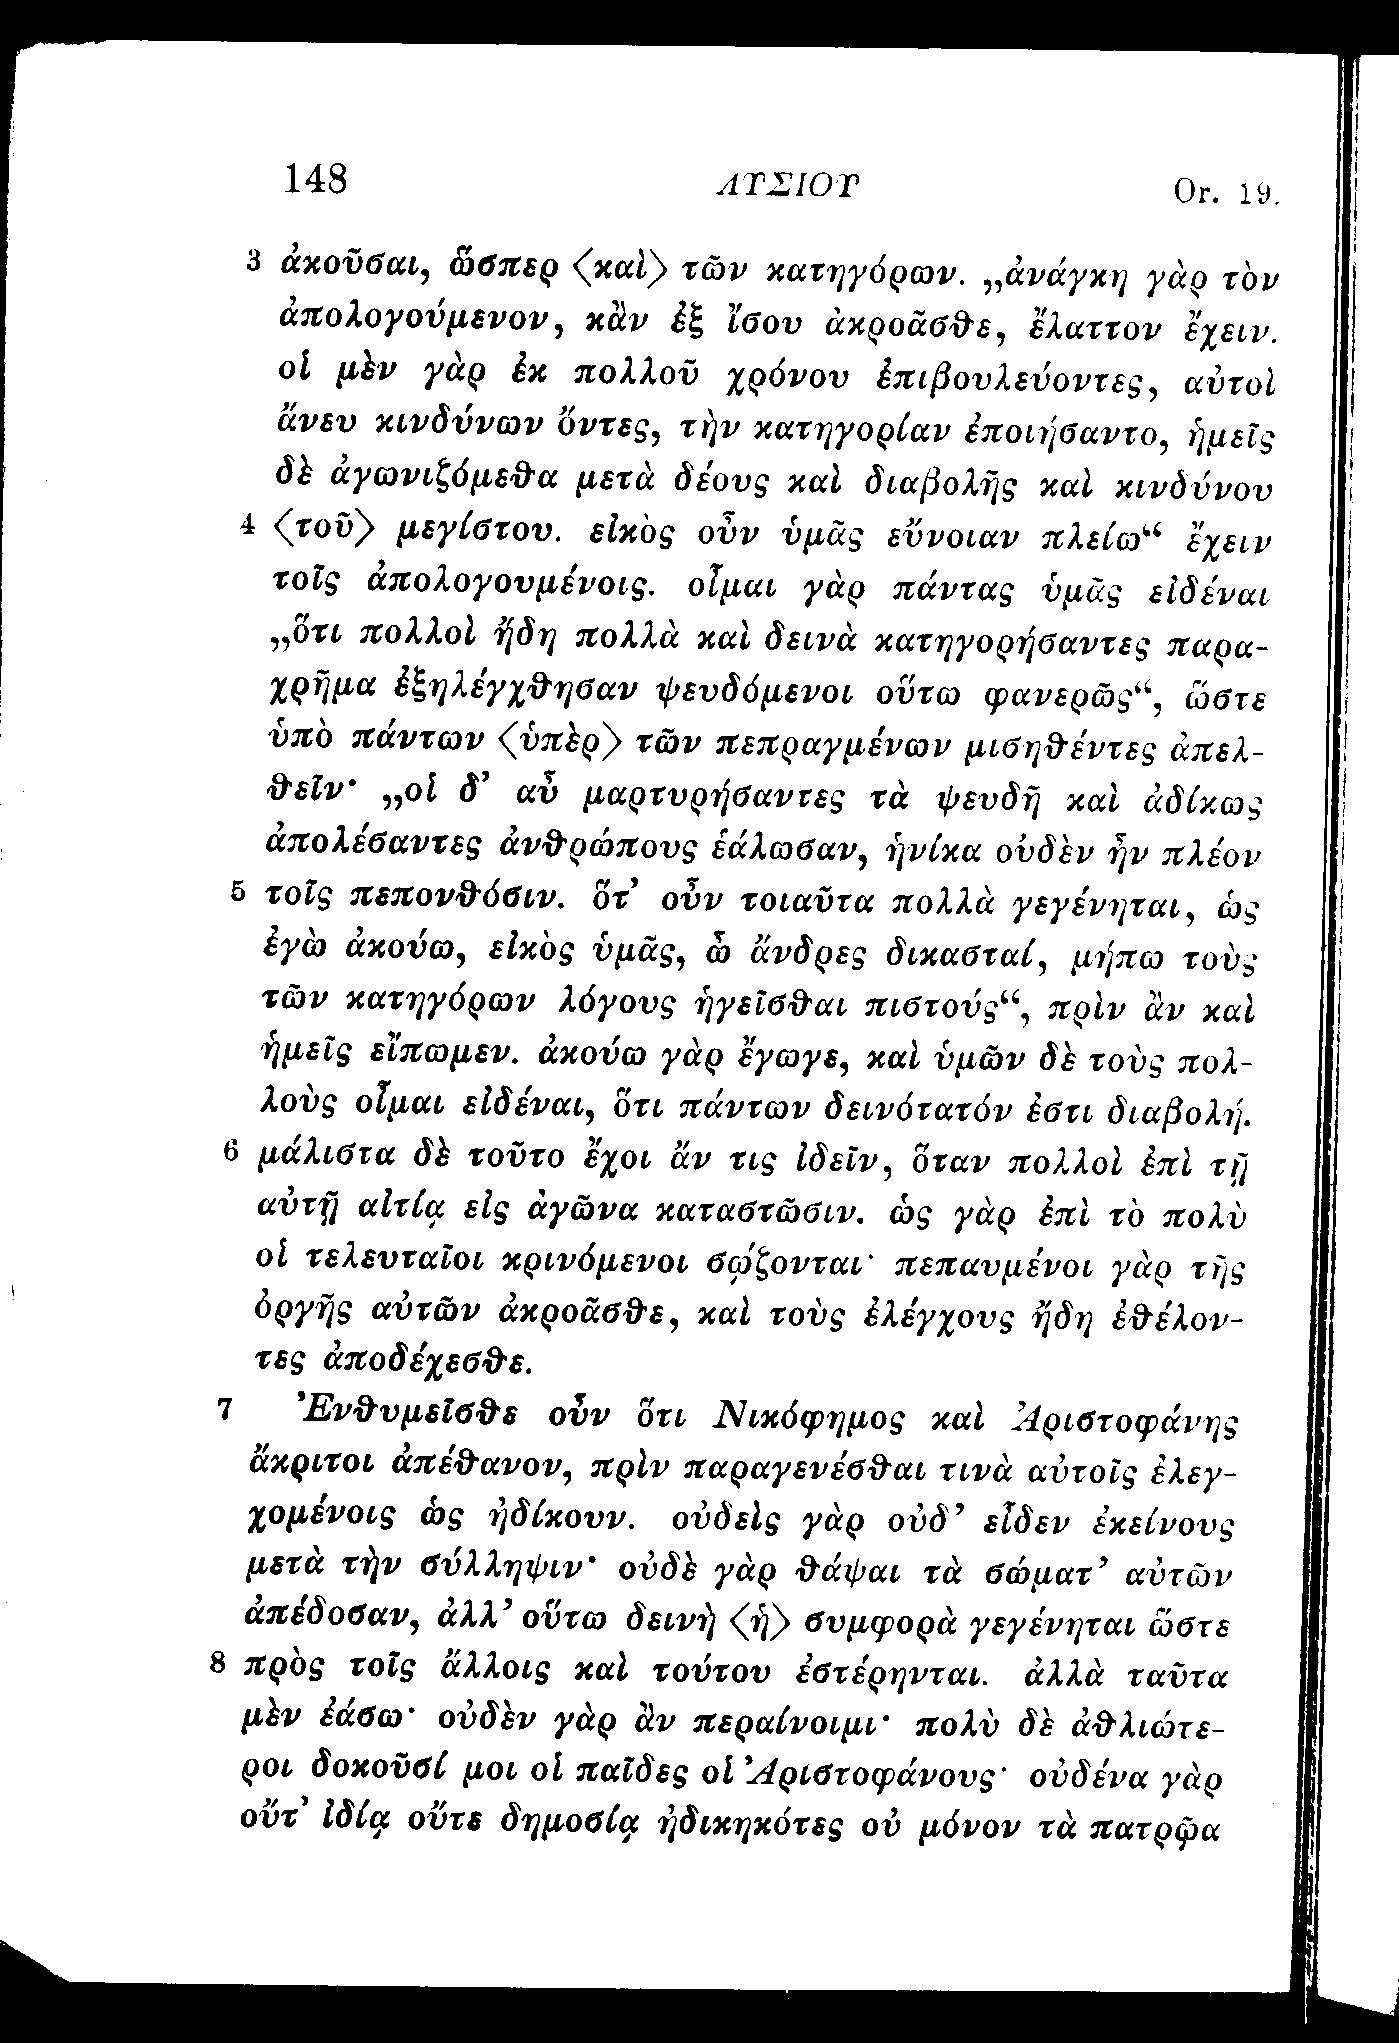 148 ΛΥΣΙΟΥ Or. 19.
3 ἀκοῦσαι, ὥσπερ ⟨καὶ⟩ τῶν κατηγόρων. „ἀνάγκη γὰρ τὸν
ἀπολογούμενον, κἂν ἐξ ἴσου ἀκροᾶσθε, ἔλαττον ἔχειν.
οἱ μὲν γὰρ ἐκ πολλοῦ χρόνου ἐπιβουλεύοντες, αὐτοὶ
ἄνευ κινδύνων ὄντες, τὴν κατηγορίαν ἐποιήσαντο, ἡμεῖς
δὲ ἀγωνιζόμεθα μετὰ δέους καὶ διαβολῆς καὶ κινδύνου
4 ⟨τοῦ⟩ μεγίστου. εἰκὸς οὖν ὑμᾶς εὔνοιαν πλείω“ ἔχειν
τοῖς ἀπολογουμένοις. οἶμαι γὰρ πάντας ὑμᾶς εἰδέναι
„ὅτι πολλοὶ ἤδη πολλὰ καὶ δεινὰ κατηγορήσαντες παρα-
χρῆμα ἐξηλέγχθησαν ψευδόμενοι οὕτω φανερῶς“, ὥστε
ὑπὸ πάντων ⟨ὑπὲρ⟩ τῶν πεπραγμένων μισηθέντες ἀπελ-
θεῖν· „οἱ δ’ αὖ μαρτυρήσαντες τὰ ψευδῆ καὶ ἀδίκως
ἀπολέσαντες ἀνθρώπους ἑάλωσαν, ἡνίκα οὐδὲν ἦν πλέον
5 τοῖς πεπονθόσιν. ὅτ’ οὖν τοιαῦτα πολλὰ γεγένηται, ὡς
ἐγὼ ἀκούω, εἰκὸς ὑμᾶς, ὦ ἄνδρες δικασταί, μήπω τοὺς
τῶν κατηγόρων λόγους ἡγεῖσθαι πιστούς“, πρὶν ἂν καὶ
ἡμεῖς εἴπωμεν. ἀκούω γὰρ ἔγωγε, καὶ ὑμῶν δὲ τοὺς πολ-
λοὺς οἶμαι εἰδέναι, ὅτι πάντων δεινότατόν ἐστι διαβολή.
6 μάλιστα δὲ τοῦτο ἔχοι ἄν τις ἰδεῖν, ὅταν πολλοὶ ἐπὶ τῇ
αὐτῇ αἰτίᾳ εἰς ἀγῶνα καταστῶσιν. ὡς γὰρ ἐπὶ τὸ πολὺ
οἱ τελευταῖοι κρινόμενοι σῴζονται· πεπαυμένοι γὰρ τῆς
ὀργῆς αὐτῶν ἀκροᾶσθε, καὶ τοὺς ἐλέγχους ἤδη ἐθέλον-
τες ἀποδέχεσθε.
7 Ἐνθυμεῖσθε οὖν ὅτι Νικόφημος καὶ Ἀριστοφάνης
ἄκριτοι ἀπέθανον, πρὶν παραγενέσθαι τινὰ αὐτοῖς ἐλεγ-
χομένοις ὡς ἠδίκουν. οὐδεὶς γὰρ οὐδ’ εἶδεν ἐκείνους
μετὰ τὴν σύλληψιν· οὐδὲ γὰρ θάψαι τὰ σώματ’ αὐτῶν
ἀπέδοσαν, ἀλλ’ οὕτω δεινὴ ⟨ἡ⟩ συμφορὰ γεγένηται ὥστε
8 πρὸς τοῖς ἄλλοις καὶ τούτου ἐστέρηνται. ἀλλὰ ταῦτα
μὲν ἐάσω· οὐδὲν γὰρ ἂν περαίνοιμι· πολὺ δὲ ἀθλιώτε-
ροι δοκοῦσί μοι οἱ παῖδες οἱ Ἀριστοφάνους· οὐδένα γὰρ
οὔτ’ ἰδίᾳ οὔτε δημοσίᾳ ἠδικηκότες οὐ μόνον τὰ πατρῷα